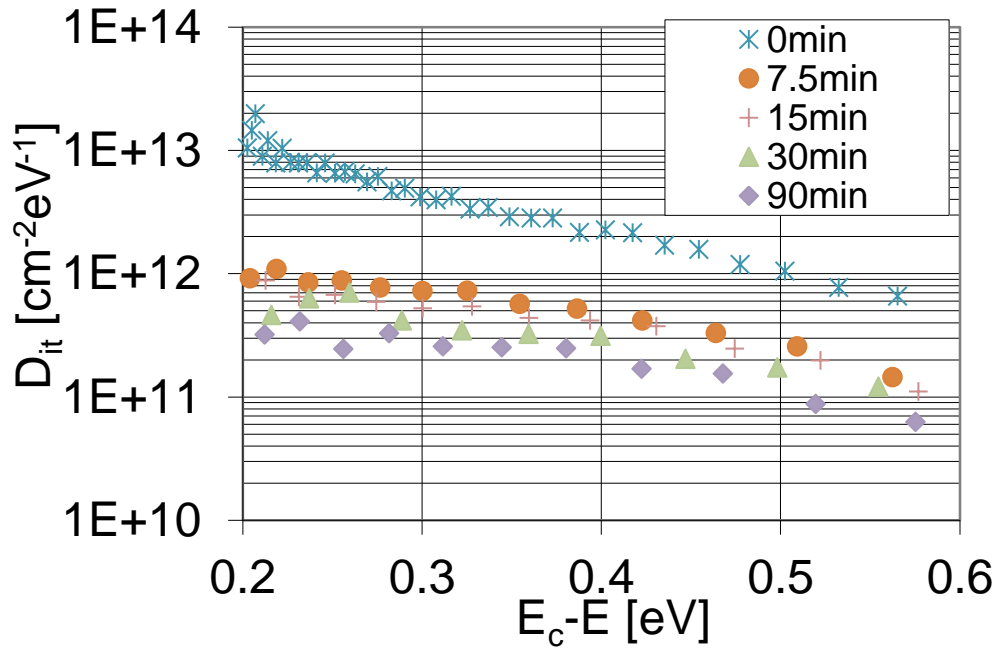 1E+14
1E+13
1E+12
1E+11
1E+10
D_it [cm^-2eV^-1]
0min
7.5min
15min
30min
90min
0.2 0.3 0.4 0.5 0.6
E_c-E [eV]